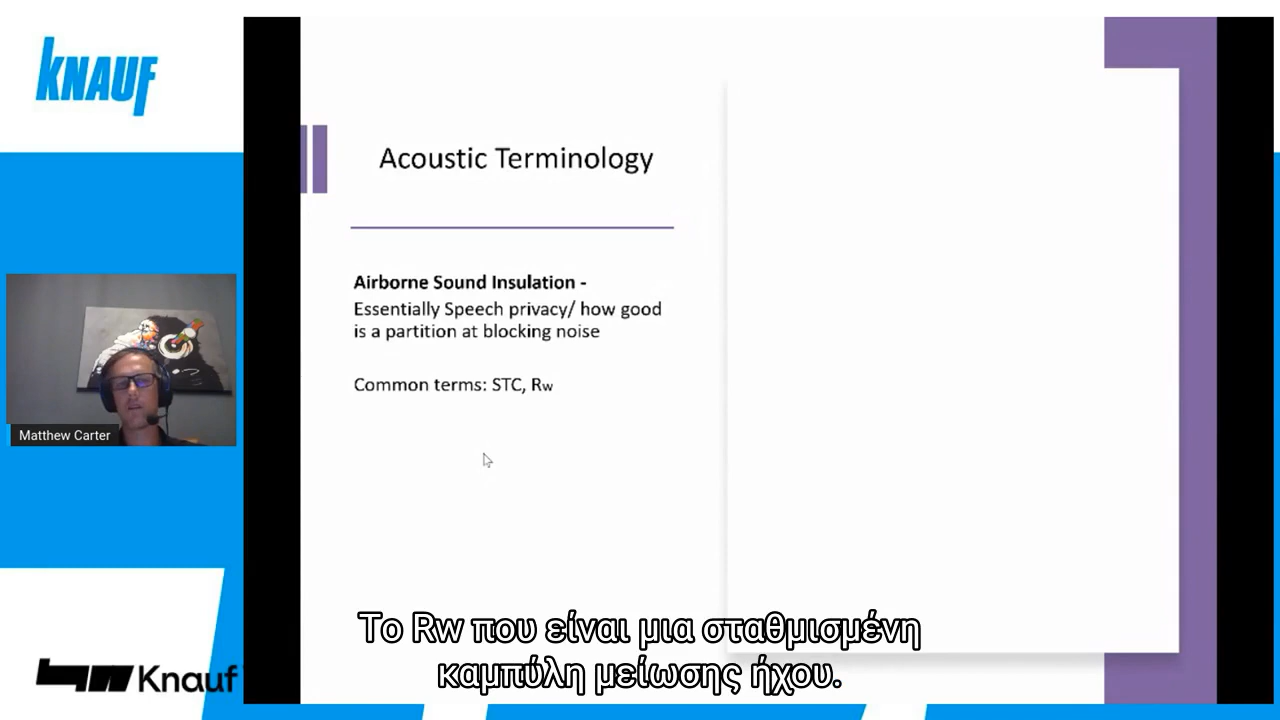 KNAUF
Acoustic Terminology
Airborne Sound Insulation -
Essentially Speech privacy/ how good
is a partition at blocking noise
Common terms: STC, Rw
Matthew Carter
Το Rw που είναι μια σταθμισμένη
καμπύλη μείωσης ήχου.
Knauf